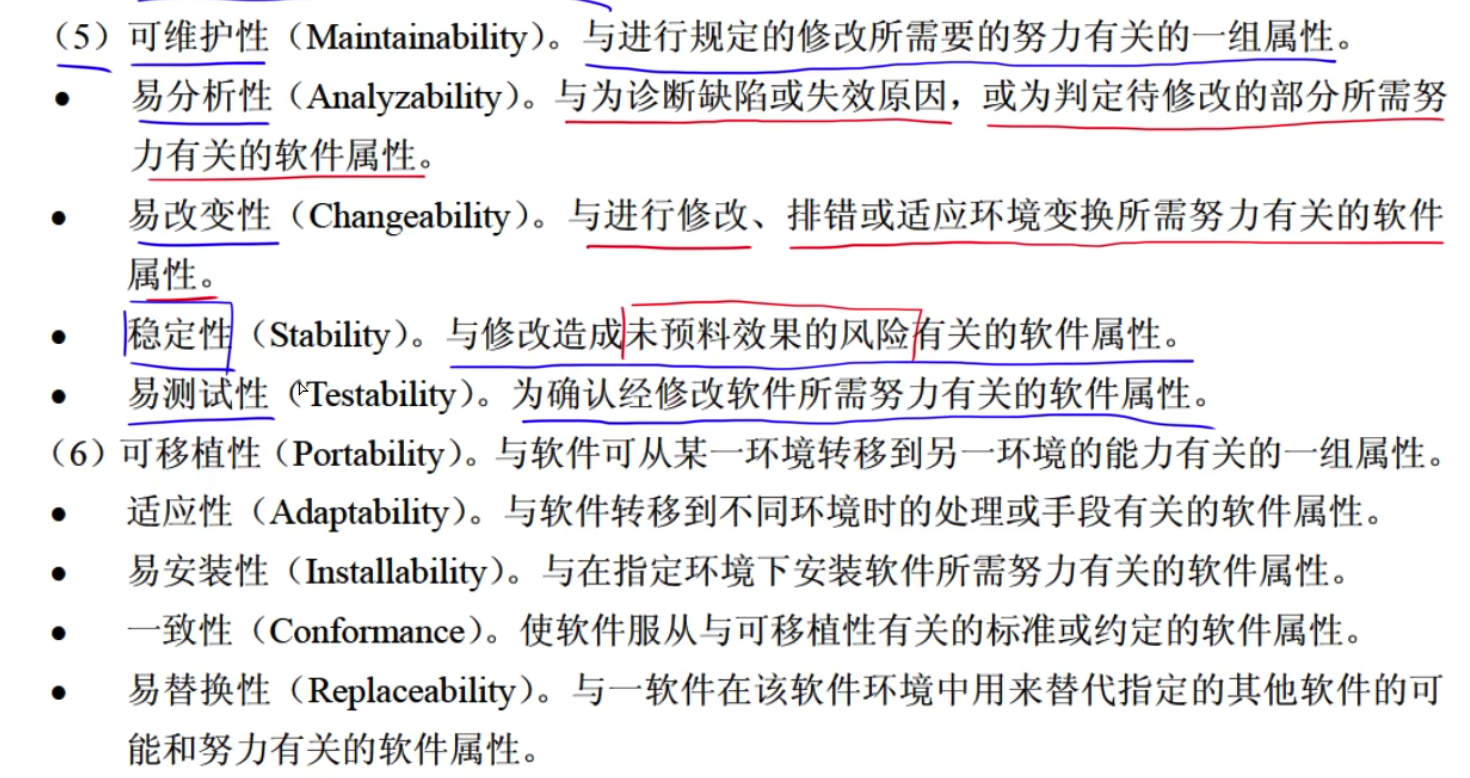 （5）可维护性（Maintainability）。与进行规定的修改所需要的努力有关的一组属性。
● 易分析性（Analyzability）。与为诊断缺陷或失效原因，或为判定待修改的部分所需努
力有关的软件属性。
● 易改变性（Changeability）。与进行修改、排错或适应环境变换所需努力有关的软件
属性。
● 稳定性（Stability）。与修改造成未预料效果的风险有关的软件属性。
● 易测试性（Testability）。为确认经修改软件所需努力有关的软件属性。
（6）可移植性（Portability）。与软件可从某一环境转移到另一环境的能力有关的一组属性。
● 适应性（Adaptability）。与软件转移到不同环境时的处理或手段有关的软件属性。
● 易安装性（Installability）。与在指定环境下安装软件所需努力有关的软件属性。
● 一致性（Conformance）。使软件服从与可移植性有关的标准或约定的软件属性。
● 易替换性（Replaceability）。与一软件在该软件环境中用来替代指定的其他软件的可
能和努力有关的软件属性。